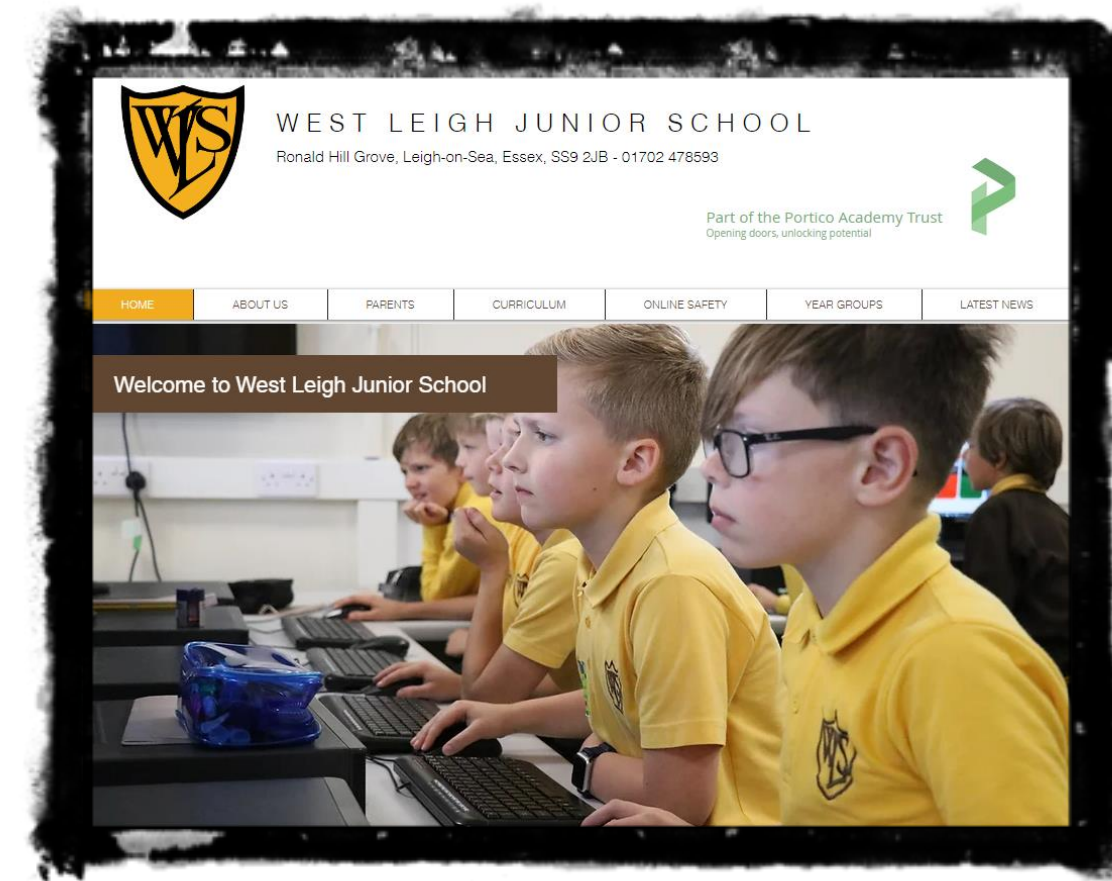 WLS
WEST LEIGH JUNIOR SCHOOL
Ronald Hill Grove, Leigh-on-Sea, Essex, SS9 2JB - 01702 478593
Part of the Portico Academy Trust
Opening doors, unlocking potential
HOME ABOUT US PARENTS CURRICULUM ONLINE SAFETY YEAR GROUPS LATEST NEWS
Welcome to West Leigh Junior School
WLS
WLS